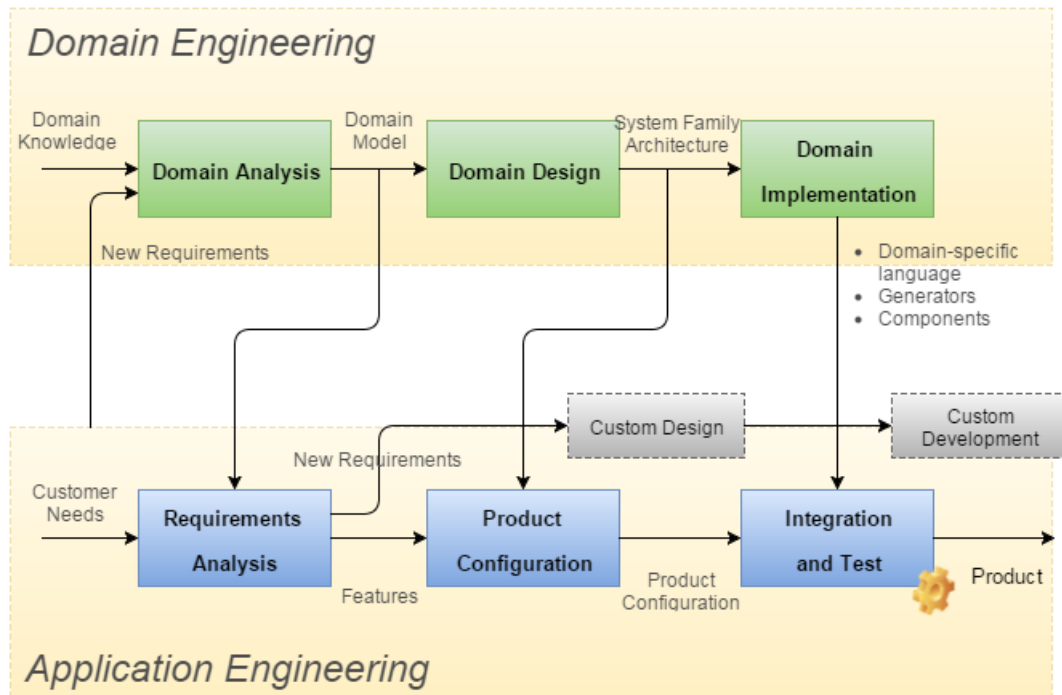 Domain Engineering
Domain
Knowledge
Domain Analysis
Domain
Model
Domain Design
System Family
Architecture
Domain
Implementation
New Requirements
• Domain-specific
language
• Generators
• Components
Custom Design
Custom
Development
New Requirements
Customer
Needs
Requirements
Analysis
Features
Product
Configuration
Product
Configuration
Integration
and Test
Product
Application Engineering